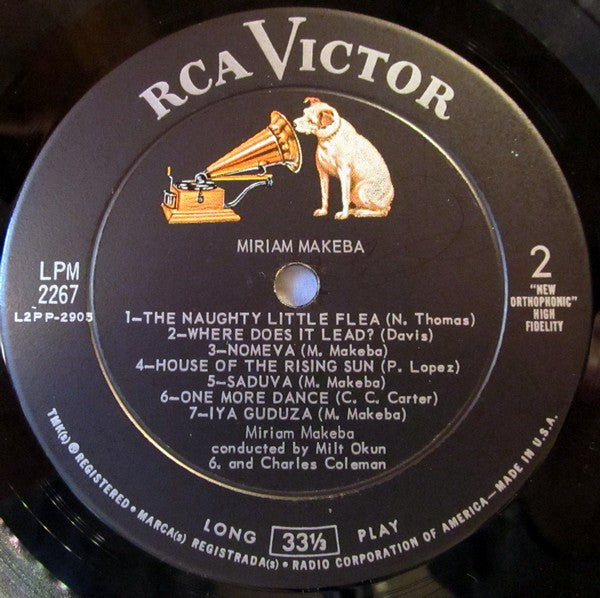 RCA VICTOR
MIRIAM MAKEBA
LPM
2267
L2PP-2905
2
"NEW
ORTHOPHONIC"
HIGH
FIDELITY
1—THE NAUGHTY LITTLE FLEA (N. Thomas)
2—WHERE DOES IT LEAD? (Davis)
3—NOMEVA (M. Makeba)
4—HOUSE OF THE RISING SUN (P. Lopez)
5—SADUVA (M. Makeba)
6—ONE MORE DANCE (C. C. Carter)
7—IYA GUDUZA (M. Makeba)
Miriam Makeba
conducted by Milt Okun
6. and Charles Coleman
LONG 33⅓ PLAY
TMK(s) ® REGISTERED • MARCA(s) REGISTRADA(s) • RADIO CORPORATION OF AMERICA—MADE IN U.S.A.